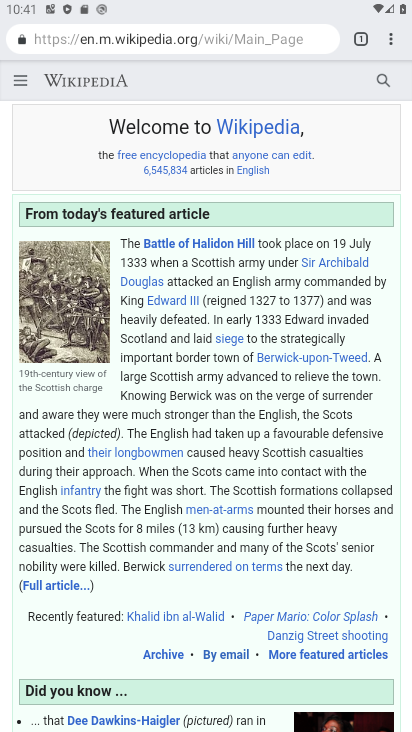 10:41
https://en.m.wikipedia.org/wiki/Main_Page
1
WIKIPEDIA
Welcome to Wikipedia,
the free encyclopedia that anyone can edit.
6,545,834 articles in English
From today's featured article
The Battle of Halidon Hill took place on 19 July
1333 when a Scottish army under Sir Archibald
Douglas attacked an English army commanded by
King Edward III (reigned 1327 to 1377) and was
heavily defeated. In early 1333 Edward invaded
Scotland and laid siege to the strategically
important border town of Berwick-upon-Tweed. A
large Scottish army advanced to relieve the town.
19th-century view of
the Scottish charge
Knowing Berwick was on the verge of surrender
and aware they were much stronger than the English, the Scots
attacked (depicted). The English had taken up a favourable defensive
position and their longbowmen caused heavy Scottish casualties
during their approach. When the Scots came into contact with the
English infantry the fight was short. The Scottish formations collapsed
and the Scots fled. The English men-at-arms mounted their horses and
pursued the Scots for 8 miles (13 km) causing further heavy
casualties. The Scottish commander and many of the Scots' senior
nobility were killed. Berwick surrendered on terms the next day.
(Full article...)
Recently featured: Khalid ibn al-Walid • Paper Mario: Color Splash •
Danzig Street shooting
Archive • By email • More featured articles
Did you know ...
• ... that Dee Dawkins-Haigler (pictured) ran in